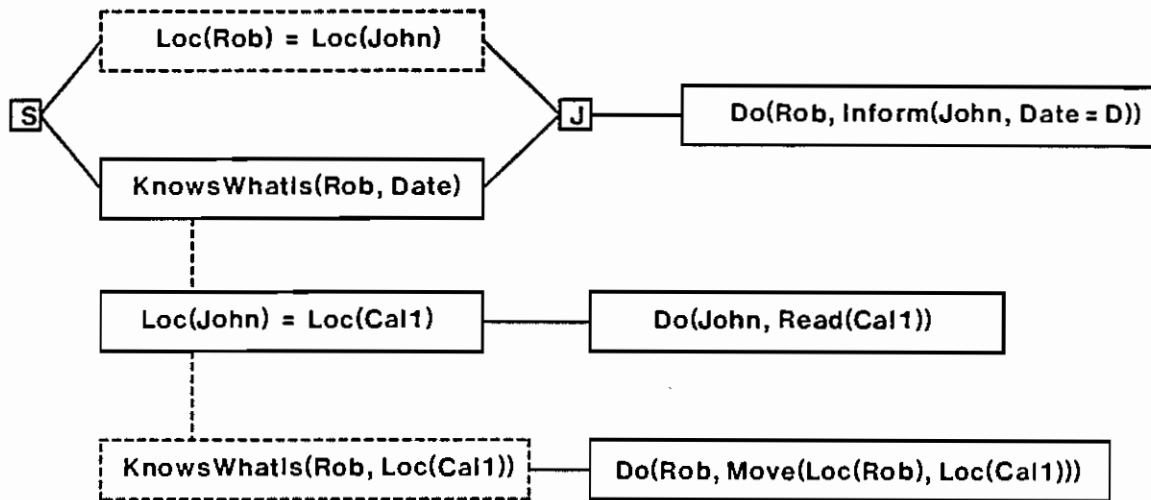 Loc(Rob) = Loc(John)
S
J
Do(Rob, Inform(John, Date = D))
KnowsWhatIs(Rob, Date)
Loc(John) = Loc(Cal1)
Do(John, Read(Cal1))
KnowsWhatIs(Rob, Loc(Cal1))
Do(Rob, Move(Loc(Rob), Loc(Cal1)))